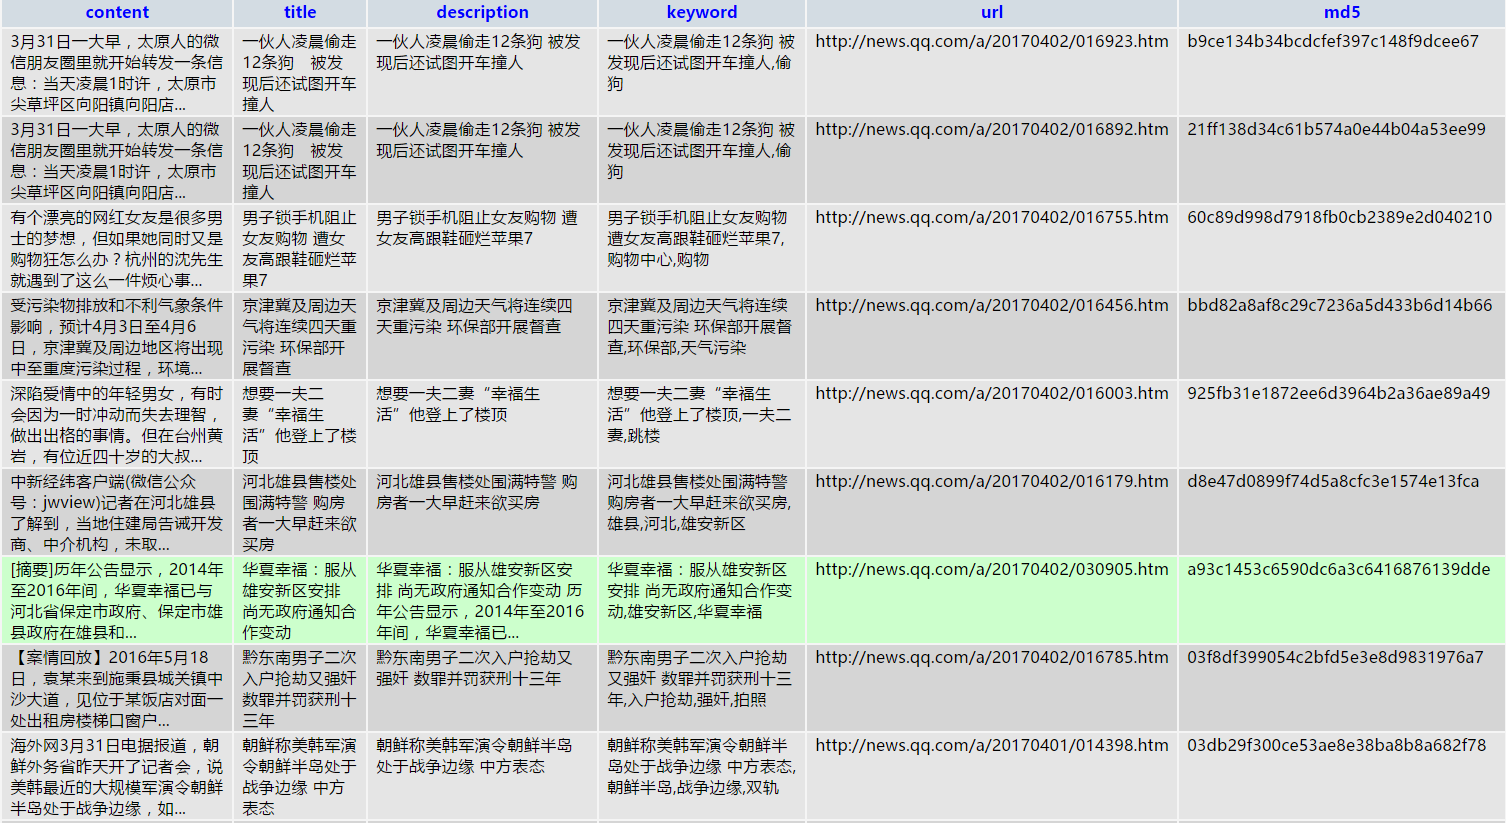 content
title
description
keyword
url
md5
3月31日一大早，太原人的微
信朋友圈里就开始转发一条信
息：当天凌晨1时许，太原市
尖草坪区向阳镇向阳店...
一伙人凌晨偷走
12条狗　被发
现后还试图开车
撞人
一伙人凌晨偷走12条狗 被发
现后还试图开车撞人
一伙人凌晨偷走12条狗 被
发现后还试图开车撞人,偷
狗
http://news.qq.com/a/20170402/016923.htm
b9ce134b34bcdcfef397c148f9dcee67
3月31日一大早，太原人的微
信朋友圈里就开始转发一条信
息：当天凌晨1时许，太原市
尖草坪区向阳镇向阳店...
一伙人凌晨偷走
12条狗　被发
现后还试图开车
撞人
一伙人凌晨偷走12条狗 被发
现后还试图开车撞人
一伙人凌晨偷走12条狗 被
发现后还试图开车撞人,偷
狗
http://news.qq.com/a/20170402/016892.htm
21ff138d34c61b574a0e44b04a53ee99
有个漂亮的网红女友是很多男
士的梦想，但如果她同时又是
购物狂怎么办？杭州的沈先生
就遇到了这么一件烦心事...
男子锁手机阻止
女友购物 遭女
友高跟鞋砸烂苹
果7
男子锁手机阻止女友购物 遭
女友高跟鞋砸烂苹果7
男子锁手机阻止女友购物
遭女友高跟鞋砸烂苹果7,
购物中心,购物
http://news.qq.com/a/20170402/016755.htm
60c89d998d7918fb0cb2389e2d040210
受污染物排放和不利气象条件
影响，预计4月3日至4月6
日，京津冀及周边地区将出现
中至重度污染过程，环境...
京津冀及周边天
气将连续四天重
污染 环保部开
展督查
京津冀及周边天气将连续四
天重污染 环保部开展督查
京津冀及周边天气将连续
四天重污染 环保部开展督
查,环保部,天气污染
http://news.qq.com/a/20170402/016456.htm
bbd82a8af8c29c7236a5d433b6d14b66
深陷爱情中的年轻男女，有时
会因为一时冲动而失去理智，
做出出格的事情。但在台州黄
岩，有位近四十岁的大叔...
想要一夫二
妻“幸福生
活”他登上了楼
顶
想要一夫二妻“幸福生
活”他登上了楼顶
想要一夫二妻“幸福生
活”他登上了楼顶,一夫二
妻,跳楼
http://news.qq.com/a/20170402/016003.htm
925fb31e1872ee6d3964b2a36ae89a49
中新经纬客户端(微信公众
号：jwview)记者在河北雄县
了解到，当地住建局告诫开发
商、中介机构，未取...
河北雄县售楼处
围满特警 购房
者一大早赶来欲
买房
河北雄县售楼处围满特警 购
房者一大早赶来欲买房
河北雄县售楼处围满特警
购房者一大早赶来欲买房,
雄县,河北,雄安新区
http://news.qq.com/a/20170402/016179.htm
d8e47d0899f74d5a8cfc3e1574e13fca
[摘要]历年公告显示，2014年
至2016年间，华夏幸福已与
河北省保定市政府、保定市雄
县政府在雄县和...
华夏幸福：服从
雄安新区安排
尚无政府通知合
作变动
华夏幸福：服从雄安新区安
排 尚无政府通知合作变动 历
年公告显示，2014年至2016
年间，华夏幸福已...
华夏幸福：服从雄安新区
安排 尚无政府通知合作变
动,雄安新区,华夏幸福
http://news.qq.com/a/20170402/030905.htm
a93c1453c6590dc6a3c6416876139dde
【案情回放】2016年5月18
日，袁某来到施秉县城关镇中
沙大道，见位于某饭店对面一
处出租房楼梯口窗户...
黔东南男子二次
入户抢劫又强奸
数罪并罚获刑十
三年
黔东南男子二次入户抢劫又
强奸 数罪并罚获刑十三年
黔东南男子二次入户抢劫
又强奸 数罪并罚获刑十三
年,入户抢劫,强奸,拍照
http://news.qq.com/a/20170402/016785.htm
03f8df399054c2bfd5e3e8d9831976a7
海外网3月31日电据报道，朝
鲜外务省昨天开了记者会，说
美韩最近的大规模军演令朝鲜
半岛处于战争边缘，如...
朝鲜称美韩军演
令朝鲜半岛处于
战争边缘 中方
表态
朝鲜称美韩军演令朝鲜半岛
处于战争边缘 中方表态
朝鲜称美韩军演令朝鲜半
岛处于战争边缘 中方表态,
朝鲜半岛,战争边缘,双轨
http://news.qq.com/a/20170401/014398.htm
03db29f300ce53ae8e38ba8b8a682f78